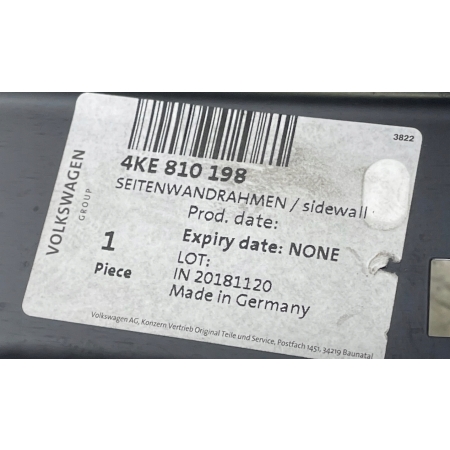 3822
4KE 810 198
SEITENWANDRAHMEN / sidewall
Prod. date:
VOLKSWAGEN
GROUP
1
Piece
Expiry date: NONE
LOT:
IN 20181120
Made in Germany
Volkswagen AG, Konzern Vertrieb Original Teile und Service, Postfach 1451, 34219 Baunatal